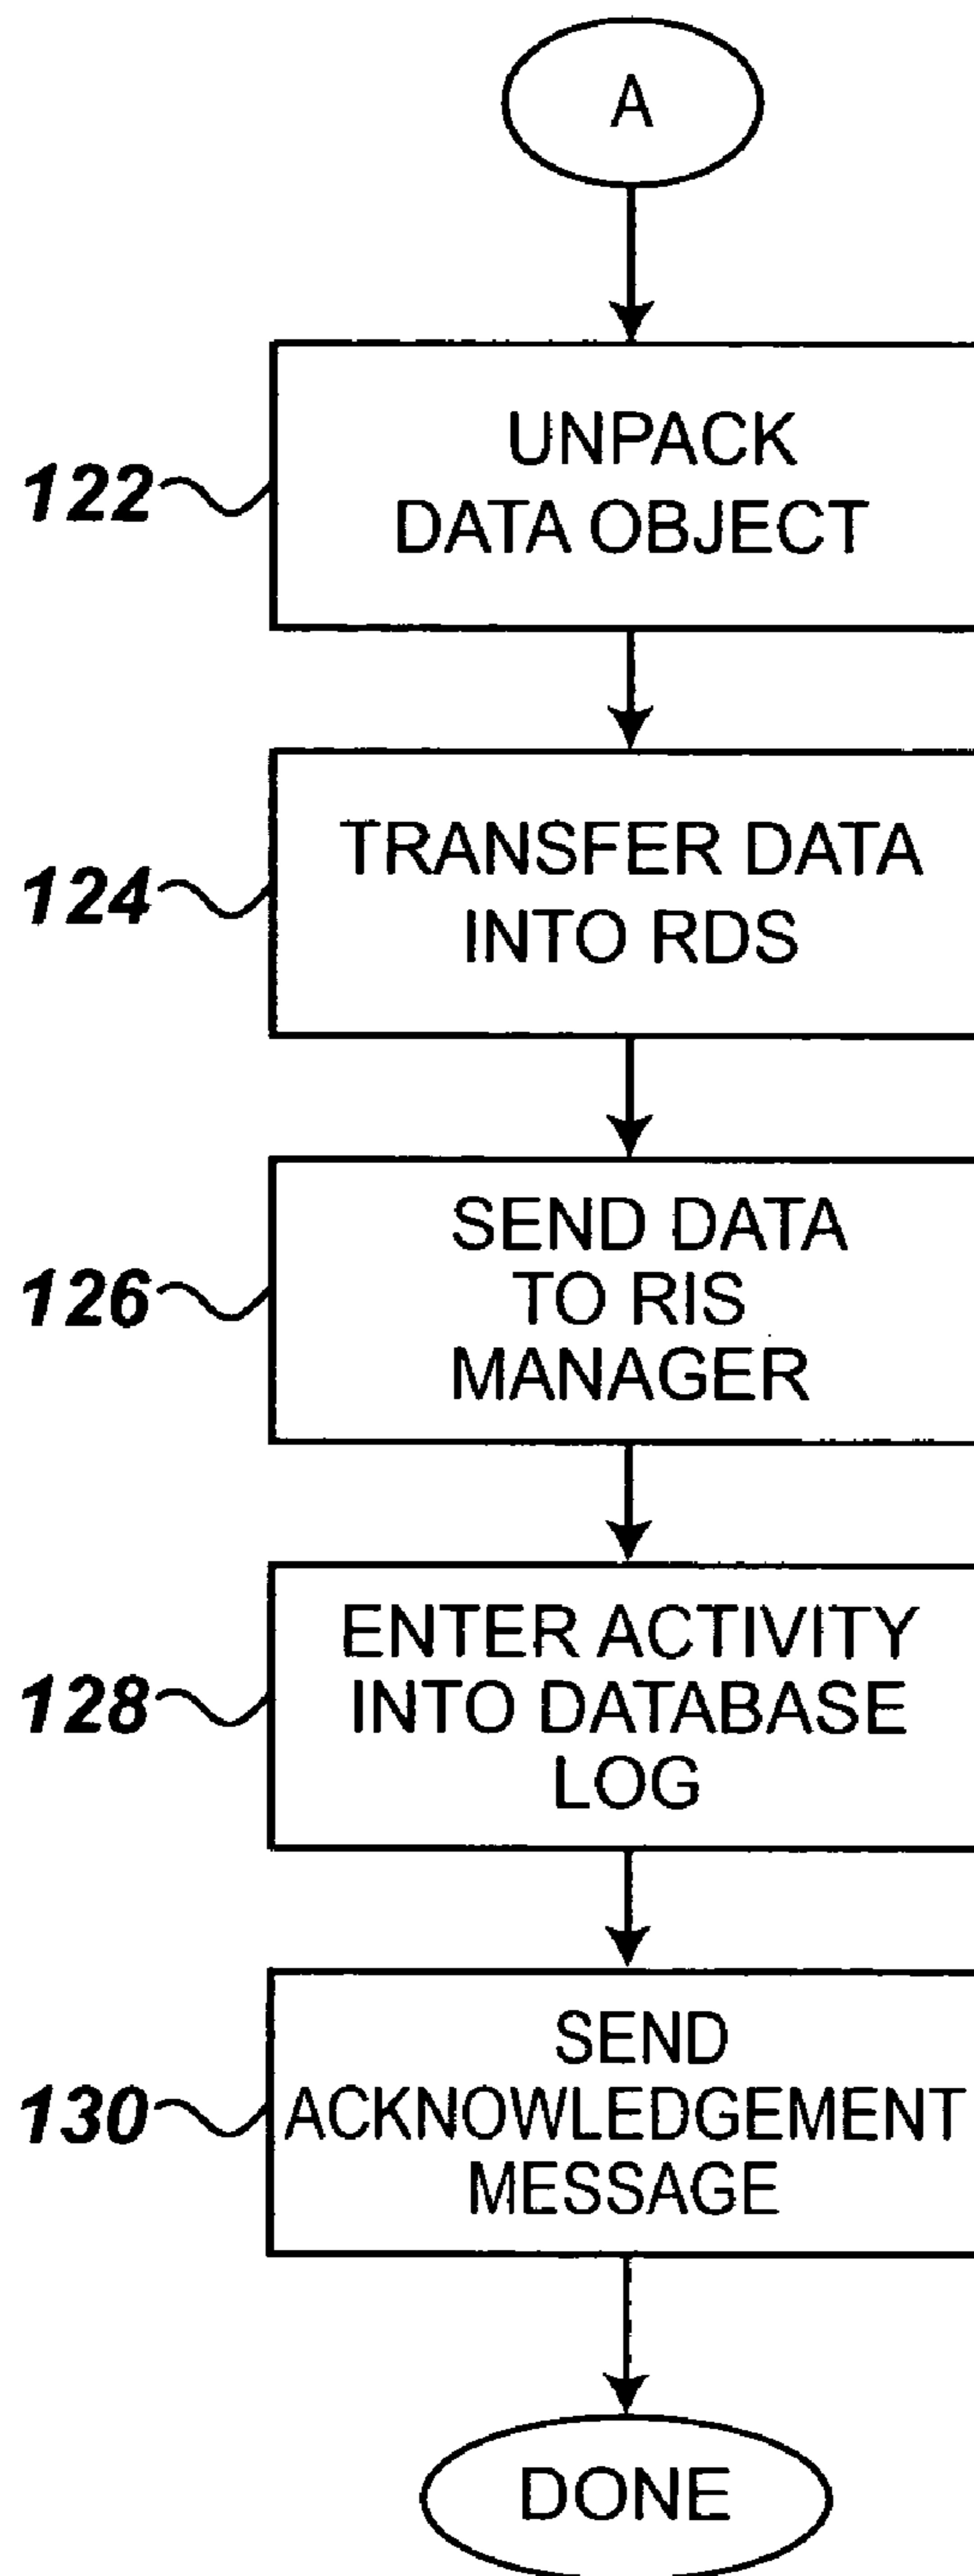 A
122
UNPACK
DATA OBJECT
124
TRANSFER DATA
INTO RDS
126
SEND DATA
TO RIS
MANAGER
128
ENTER ACTIVITY
INTO DATABASE
LOG
130
SEND
ACKNOWLEDGEMENT
MESSAGE
DONE